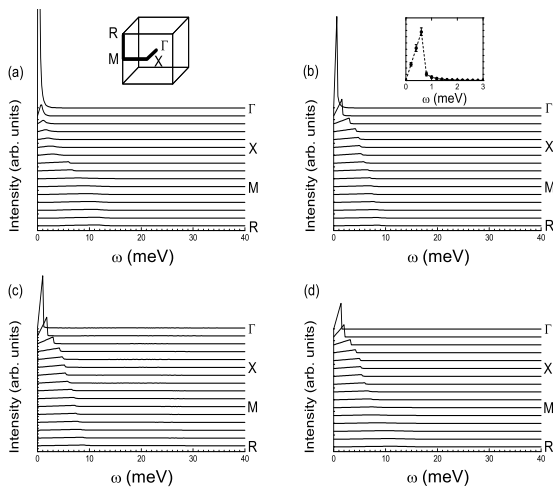 (a)
R
M
Γ
X
Intensity (arb. units)
Γ
X
M
R
0 10 20 30 40
ω (meV)
(b)
0 1 2 3
ω (meV)
Intensity (arb. units)
Γ
X
M
R
0 10 20 30 40
ω (meV)
(c)
Intensity (arb. units)
Γ
X
M
R
0 10 20 30 40
ω (meV)
(d)
Intensity (arb. units)
Γ
X
M
R
0 10 20 30 40
ω (meV)